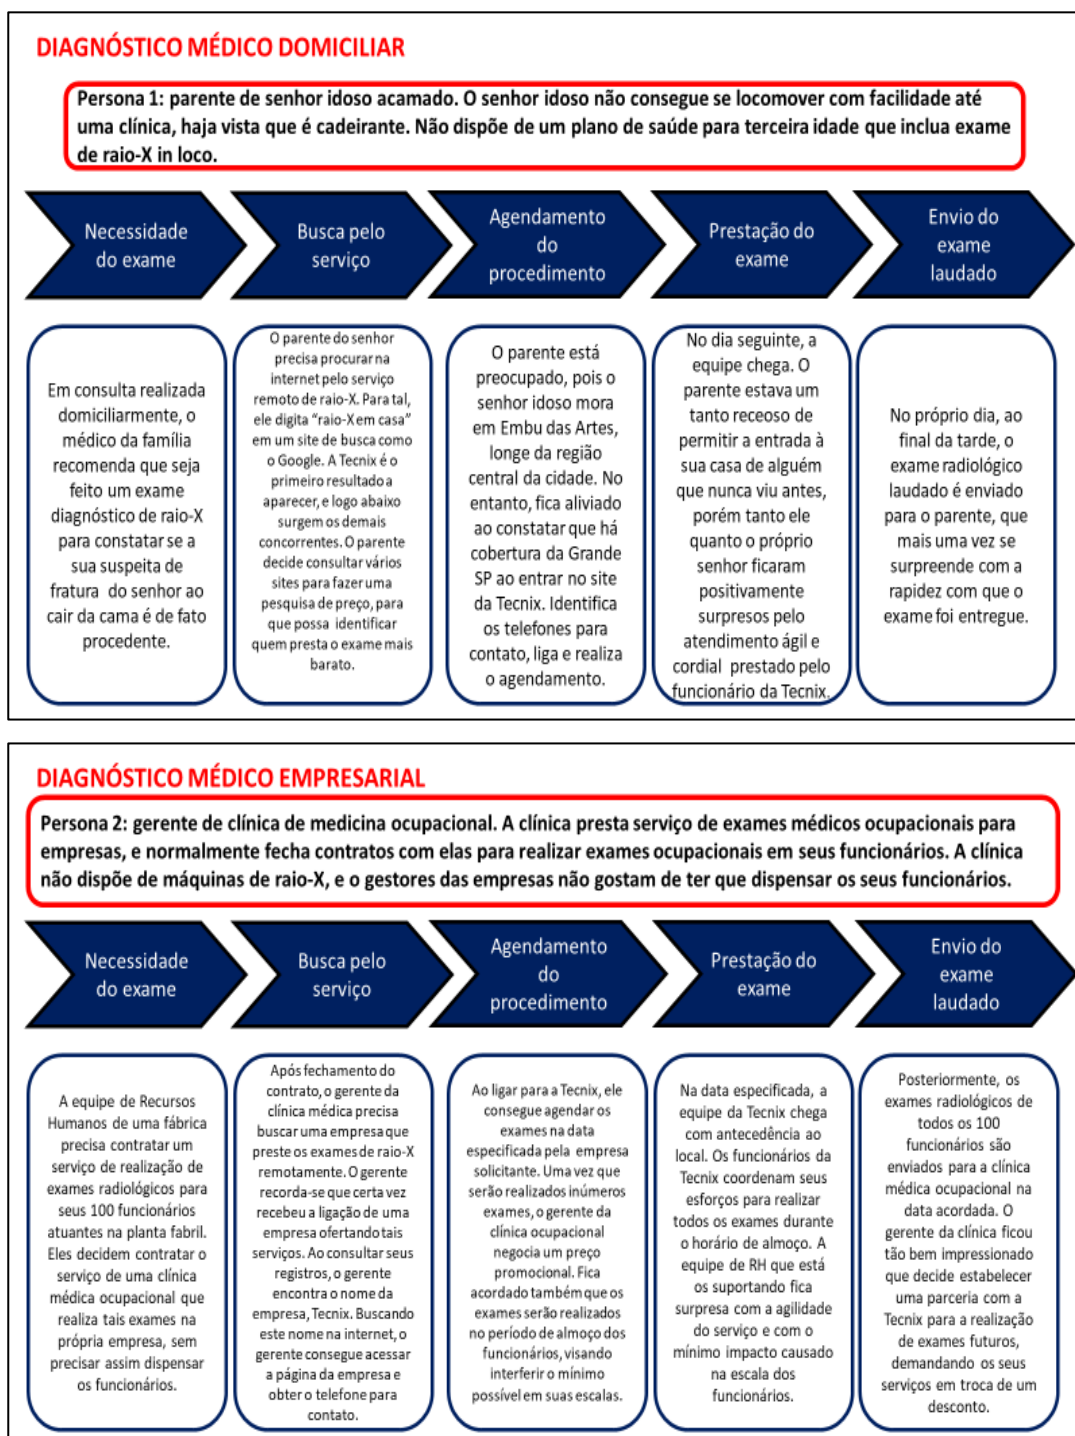 DIAGNÓSTICO MÉDICO DOMICILIAR
Persona 1: parente de senhor idoso acamado. O senhor idoso não consegue se locomover com facilidade até
uma clínica, haja vista que é cadeirante. Não dispõe de um plano de saúde para terceira idade que inclua exame
de raio-X in loco.
Necessidade
do exame
Busca pelo
serviço
Agendamento
do
procedimento
Prestação do
exame
Envio do
exame
laudado
Em consulta realizada
domiciliarmente, o
médico da família
recomenda que seja
feito um exame
diagnóstico de raio-X
para constatar se a
sua suspeita de
fratura do senhor ao
cair da cama é de fato
procedente.
O parente do senhor
precisa procurar na
internet pelo serviço
remoto de raio-X. Para tal,
ele digita “raio-X em casa”
em um site de busca como
o Google. A Tecnix é o
primeiro resultado a
aparecer, e logo abaixo
surgem os demais
concorrentes. O parente
decide consultar vários
sites para fazer uma
pesquisa de preço, para
que possa identificar
quem presta o exame mais
barato.
O parente está
preocupado, pois o
senhor idoso mora
em Embu das Artes,
longe da região
central da cidade. No
entanto, fica aliviado
ao constatar que há
cobertura da Grande
SP ao entrar no site
da Tecnix. Identifica
os telefones para
contato, liga e realiza
o agendamento.
No dia seguinte, a
equipe chega. O
parente estava um
tanto receoso de
permitir a entrada à
sua casa de alguém
que nunca viu antes,
porém tanto ele
quanto o próprio
senhor ficaram
positivamente
surpresos pelo
atendimento ágil e
cordial prestado pelo
funcionário da Tecnix.
No próprio dia, ao
final da tarde, o
exame radiológico
laudado é enviado
para o parente, que
mais uma vez se
surpreende com a
rapidez com que o
exame foi entregue.
DIAGNÓSTICO MÉDICO EMPRESARIAL
Persona 2: gerente de clínica de medicina ocupacional. A clínica presta serviço de exames médicos ocupacionais para
empresas, e normalmente fecha contratos com elas para realizar exames ocupacionais em seus funcionários. A clínica
não dispõe de máquinas de raio-X, e o gestores das empresas não gostam de ter que dispensar os seus funcionários.
Necessidade
do exame
Busca pelo
serviço
Agendamento
do
procedimento
Prestação do
exame
Envio do
exame
laudado
A equipe de Recursos
Humanos de uma fábrica
precisa contratar um
serviço de realização de
exames radiológicos para
seus 100 funcionários
atuantes na planta fabril.
Eles decidem contratar o
serviço de uma clínica
médica ocupacional que
realiza tais exames na
própria empresa, sem
precisar assim dispensar
os funcionários.
Após fechamento do
contrato, o gerente da
clínica médica precisa
buscar uma empresa que
preste os exames de raio-X
remotamente. O gerente
recorda-se que certa vez
recebeu a ligação de uma
empresa ofertando tais
serviços. Ao consultar seus
registros, o gerente
encontra o nome da
empresa, Tecnix. Buscando
este nome na internet, o
gerente consegue acessar
a página da empresa e
obter o telefone para
contato.
Ao ligar para a Tecnix, ele
consegue agendar os
exames na data
especificada pela empresa
solicitante. Uma vez que
serão realizados inúmeros
exames, o gerente da
clínica ocupacional
negocia um preço
promocional. Fica
acordado também que os
exames serão realizados
no período de almoço dos
funcionários, visando
interferir o mínimo
possível em suas escalas.
Na data especificada, a
equipe da Tecnix chega
com antecedência ao
local. Os funcionários da
Tecnix coordenam seus
esforços para realizar
todos os exames durante
o horário de almoço. A
equipe de RH que está
os suportando fica
surpresa com a agilidade
do serviço e com o
mínimo impacto causado
na escala dos
funcionários.
Posteriormente, os
exames radiológicos de
todos os 100
funcionários são
enviados para a clínica
médica ocupacional na
data acordada. O
gerente da clínica ficou
tão bem impressionado
que decide estabelecer
uma parceria com a
Tecnix para a realização
de exames futuros,
demandando os seus
serviços em troca de um
desconto.